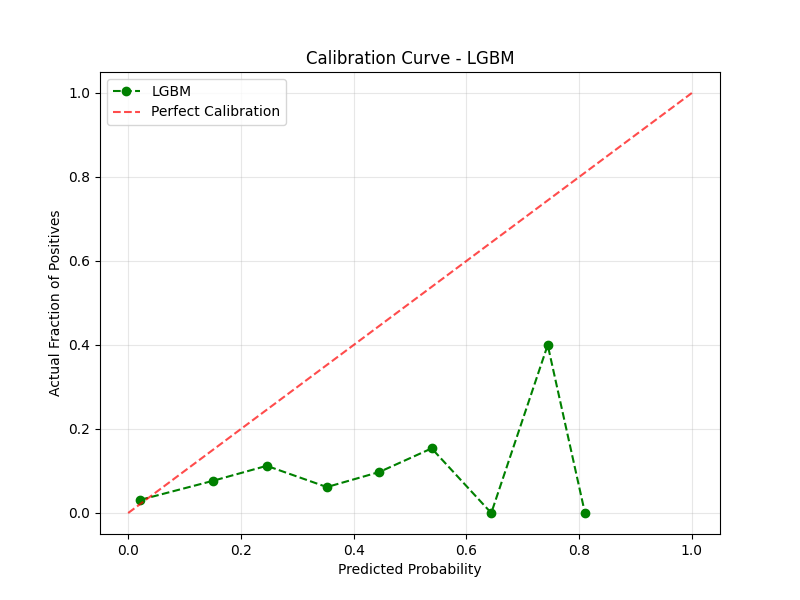 Calibration Curve - LGBM
LGBM
Perfect Calibration
1.0
0.8
0.6
0.4
0.2
0.0
Actual Fraction of Positives
0.0 0.2 0.4 0.6 0.8 1.0
Predicted Probability